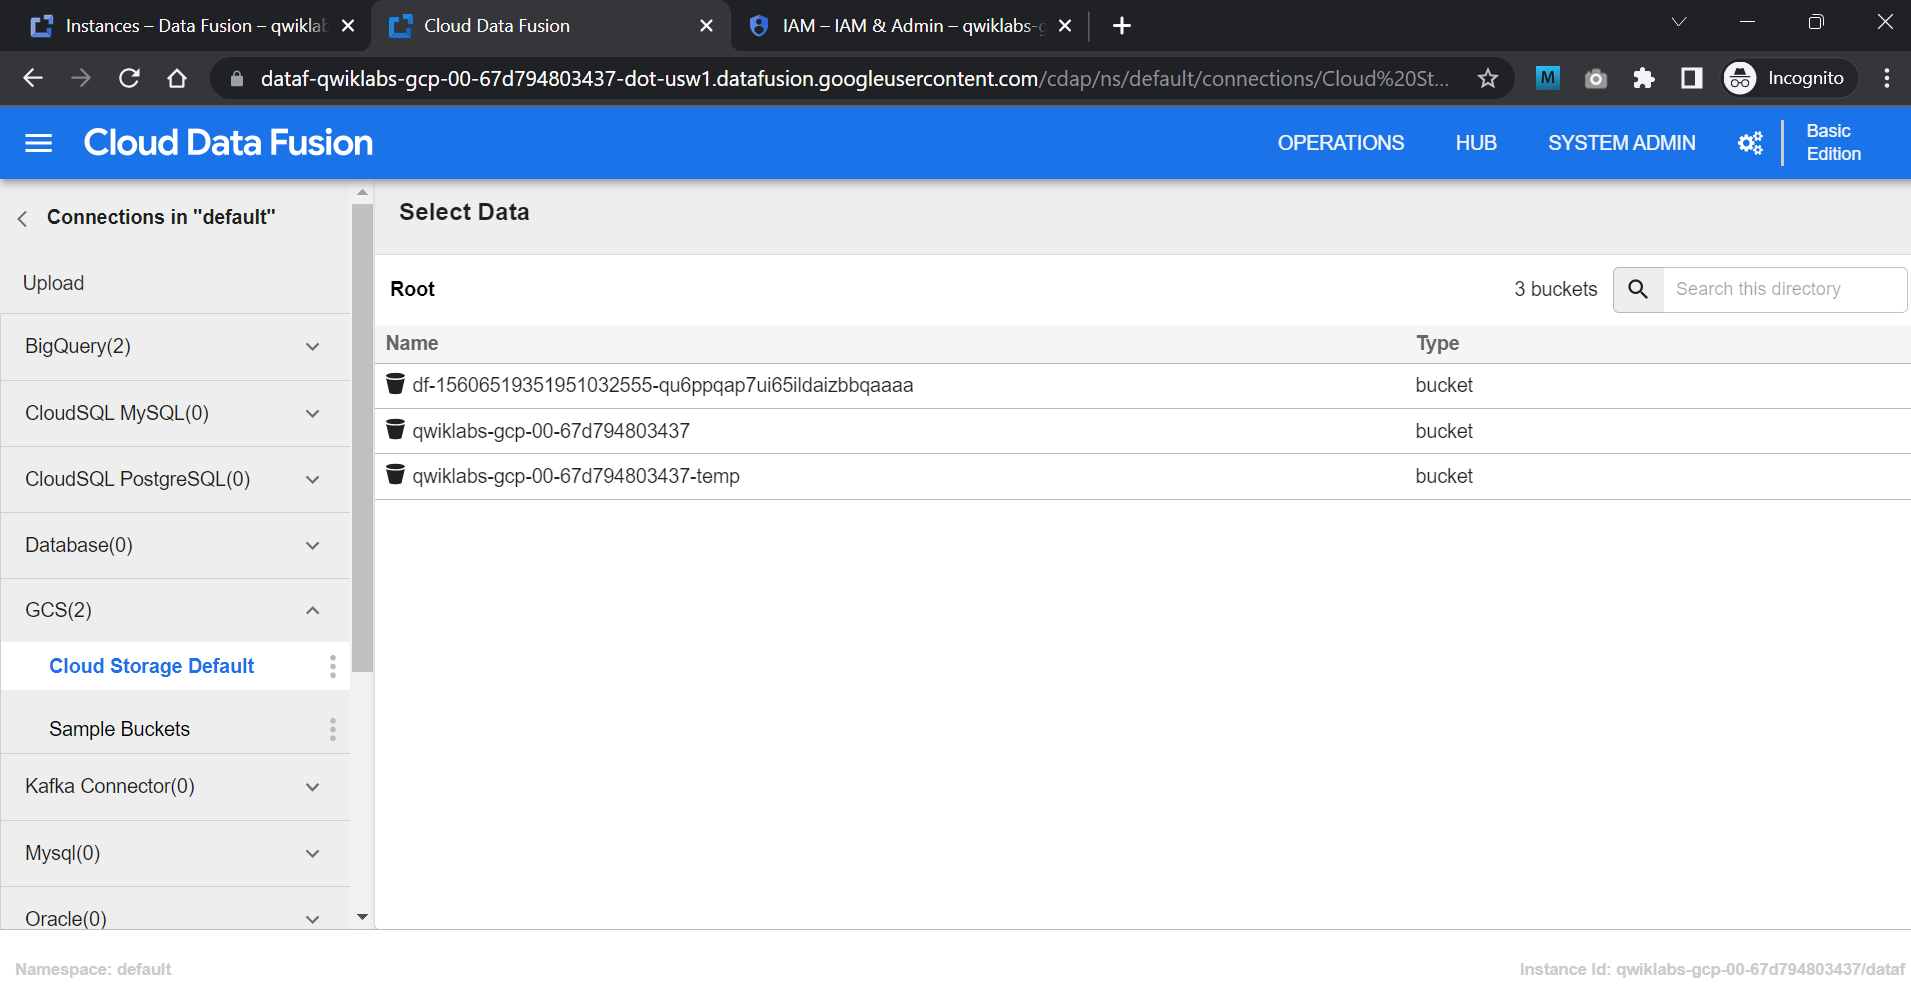 Instances – Data Fusion – qwiklab
Cloud Data Fusion
IAM – IAM & Admin – qwiklabs-g
dataf-qwiklabs-gcp-00-67d794803437-dot-usw1.datafusion.googleusercontent.com/cdap/ns/default/connections/Cloud%20St...
M
Incognito
Cloud Data Fusion
OPERATIONS
HUB
SYSTEM ADMIN
Basic
Edition
Connections in "default"
Upload
BigQuery(2)
CloudSQL MySQL(0)
CloudSQL PostgreSQL(0)
Database(0)
GCS(2)
Cloud Storage Default
Sample Buckets
Kafka Connector(0)
Mysql(0)
Oracle(0)
Select Data
Root
3 buckets
Search this directory
Name Type
df-15606519351951032555-qu6ppqap7ui65ildaizbbqaaaa bucket
qwiklabs-gcp-00-67d794803437 bucket
qwiklabs-gcp-00-67d794803437-temp bucket
Namespace: default
Instance Id: qwiklabs-gcp-00-67d794803437/dataf